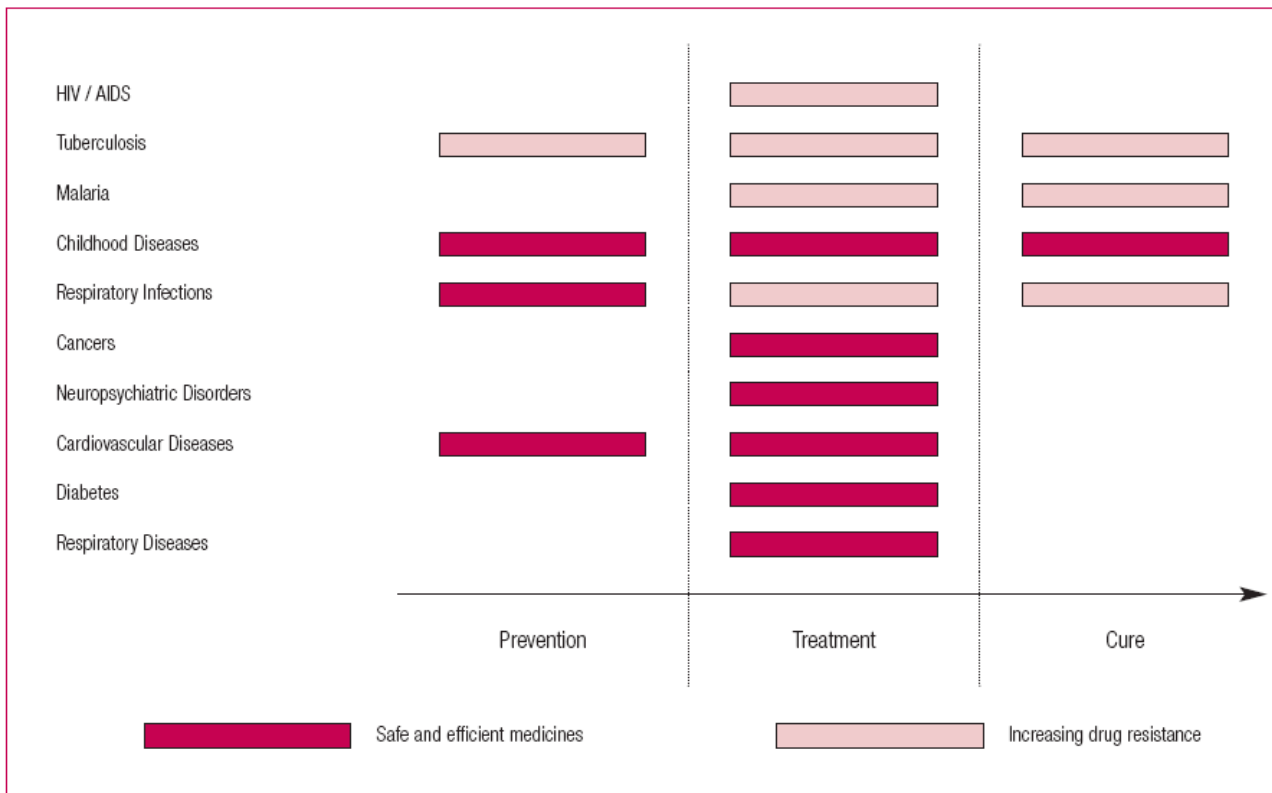 HIV / AIDS
Tuberculosis
Malaria
Childhood Diseases
Respiratory Infections
Cancers
Neuropsychiatric Disorders
Cardiovascular Diseases
Diabetes
Respiratory Diseases
Prevention Treatment Cure
Safe and efficient medicines Increasing drug resistance